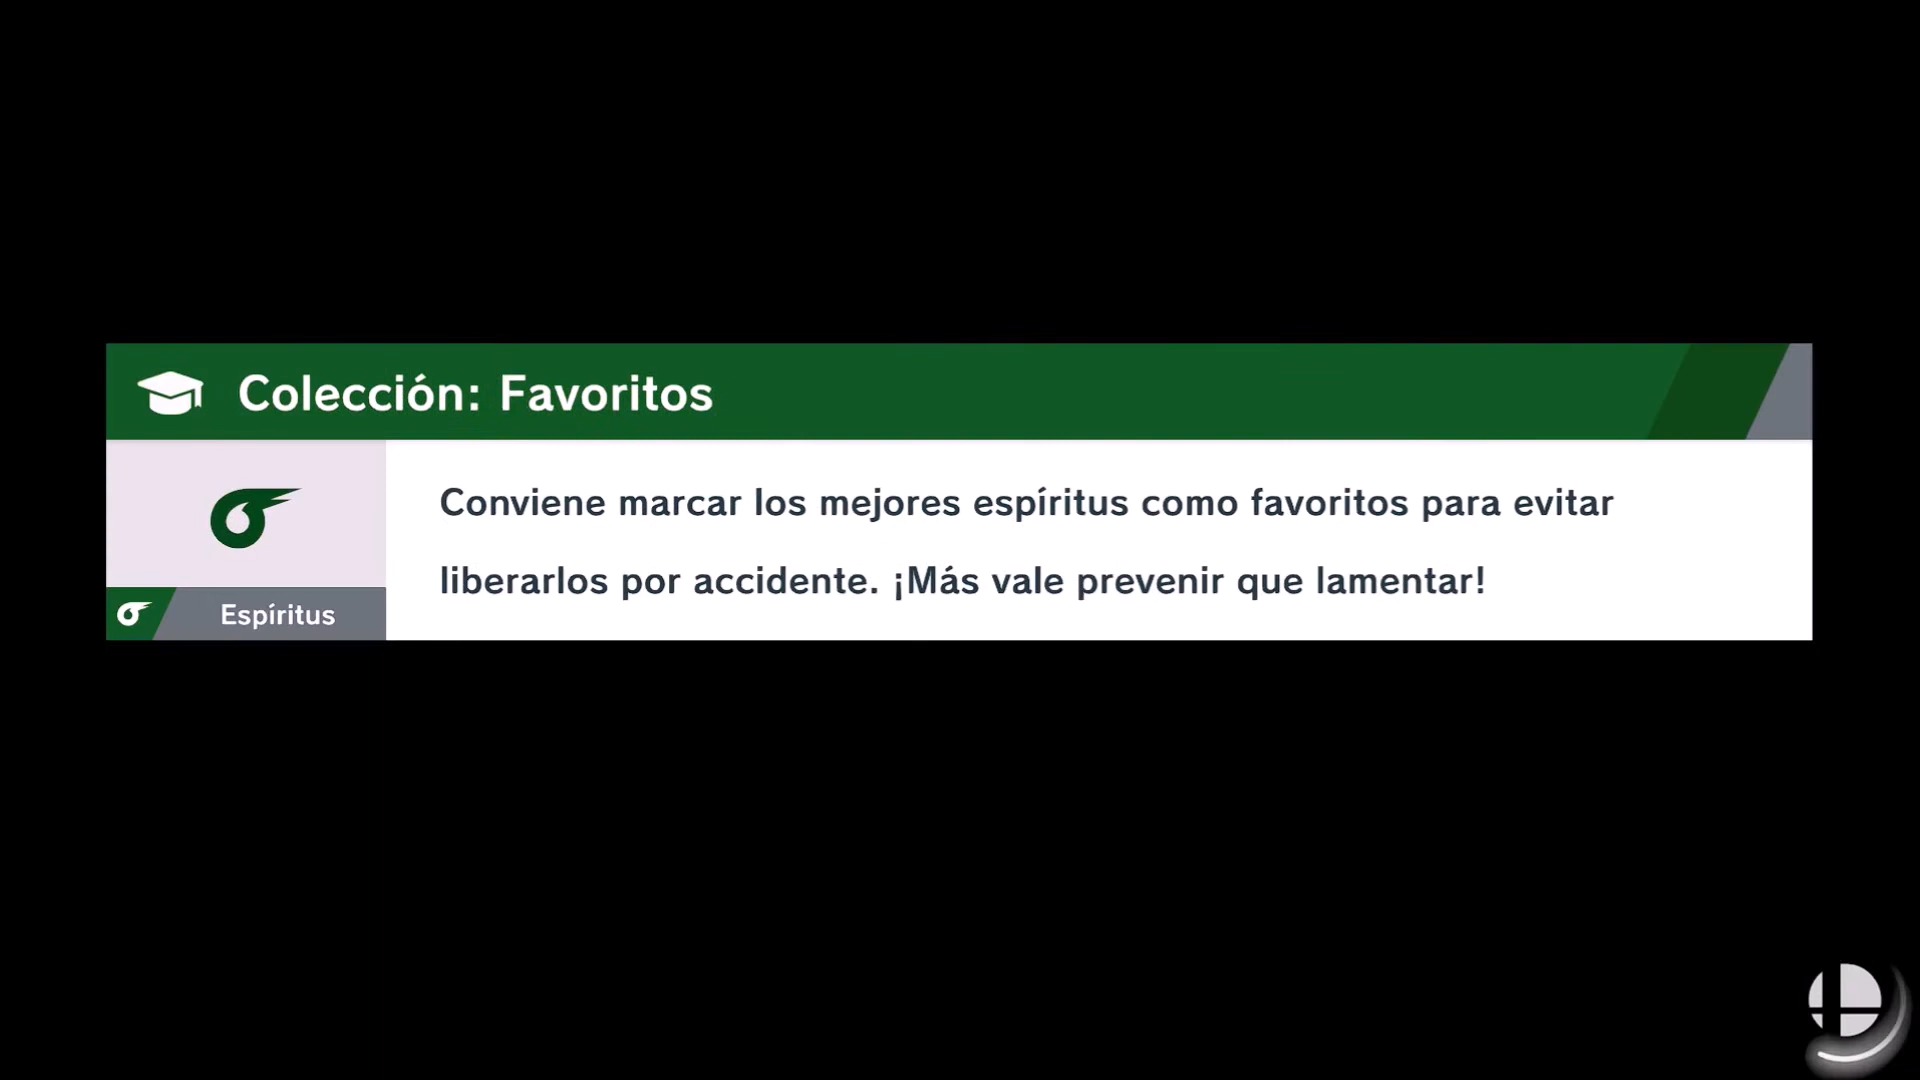 Colección: Favoritos
Conviene marcar los mejores espíritus como favoritos para evitar
liberarlos por accidente. ¡Más vale prevenir que lamentar!
Espíritus